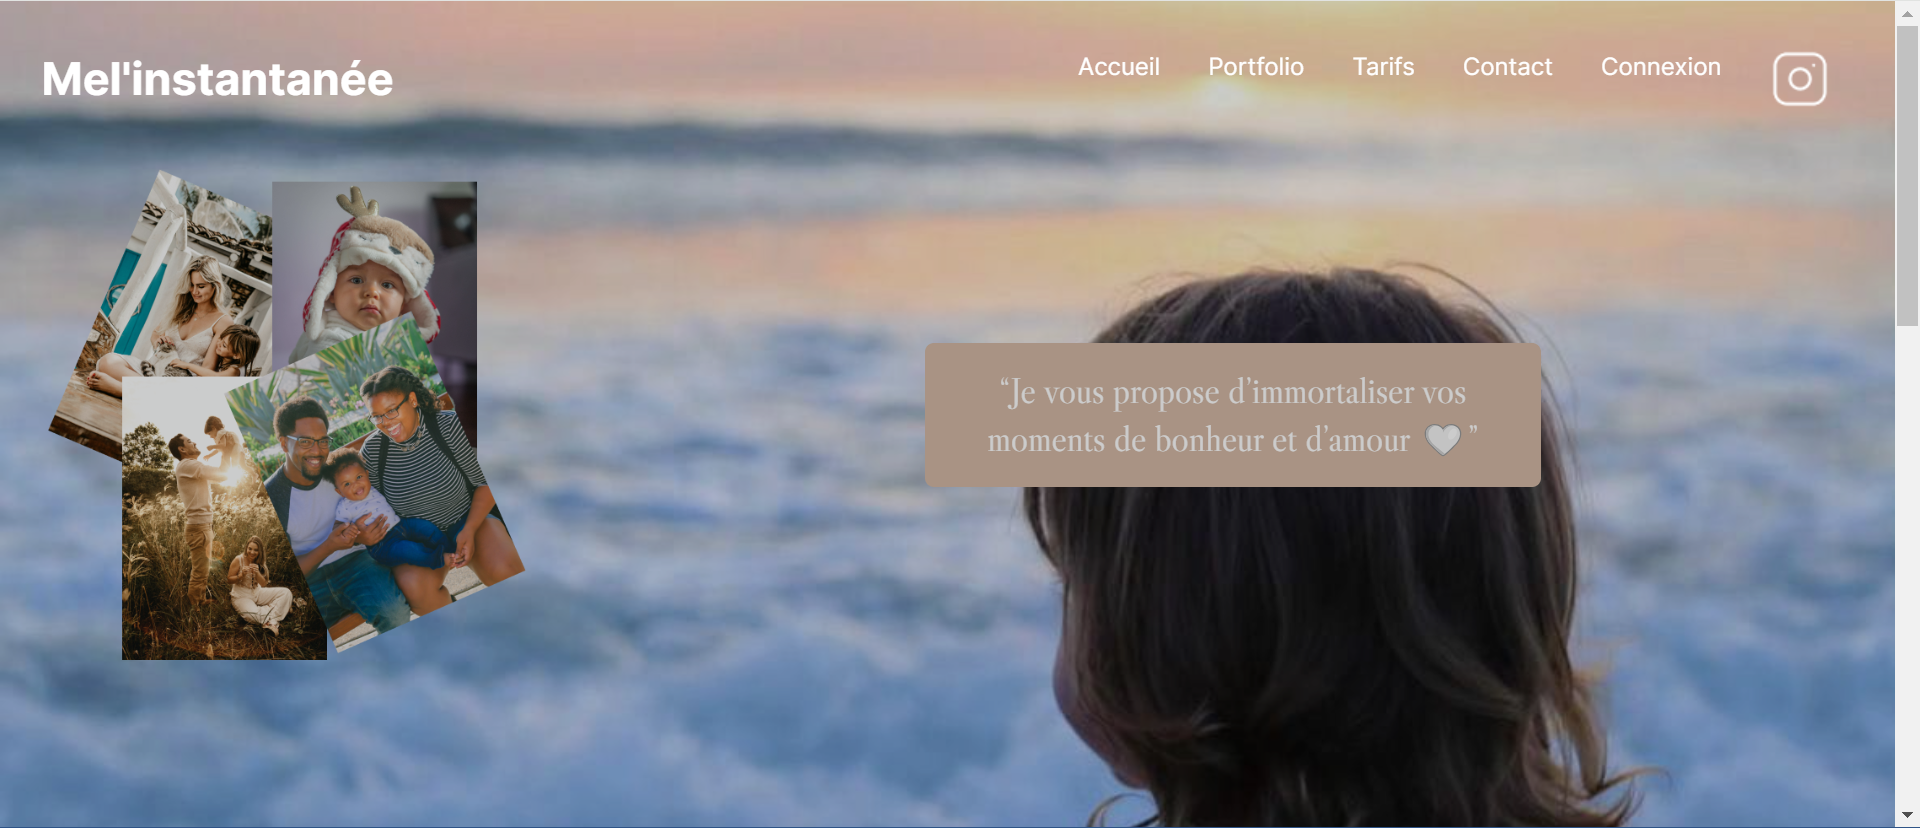 Mel'instantanée
Accueil Portfolio Tarifs Contact Connexion
“Je vous propose d’immortaliser vos
moments de bonheur et d’amour 🤍 ”